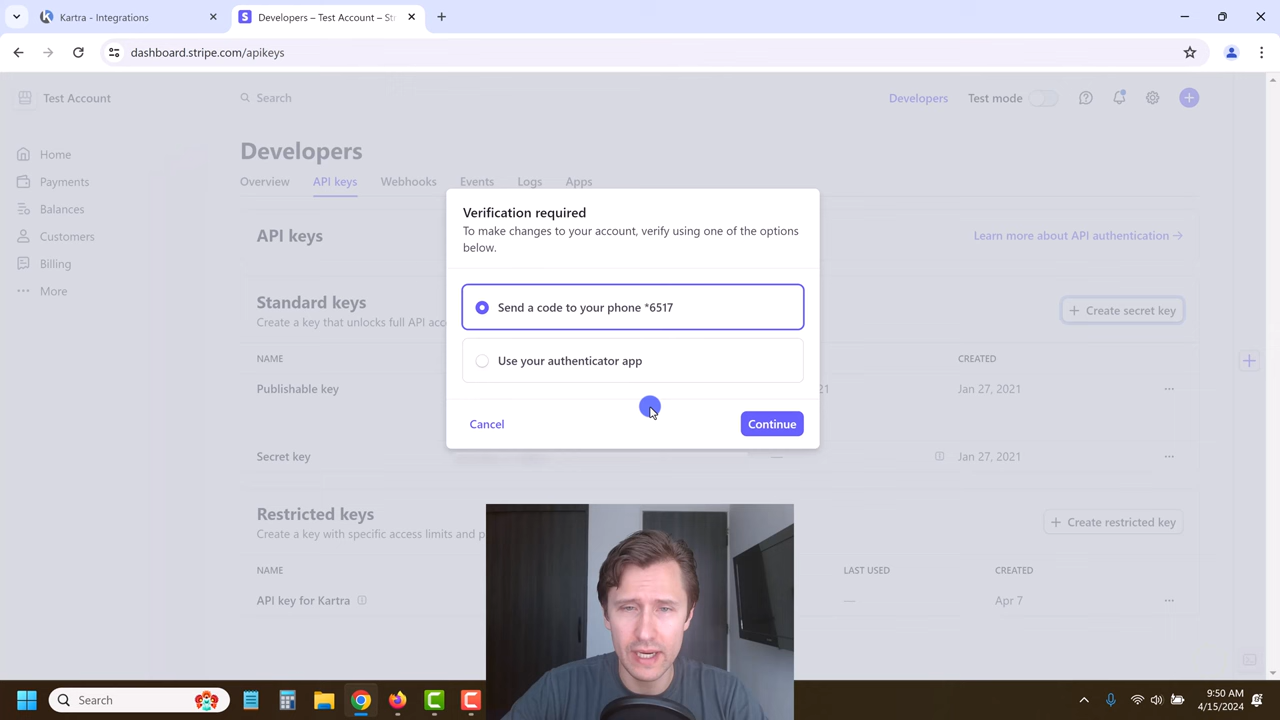 Kartra - Integrations
Developers – Test Account – Str
dashboard.stripe.com/apikeys
Test Account
Search
Developers
Test mode
Home
Payments
Balances
Customers
Billing
More
Developers
Overview
API keys
Webhooks
Events
Logs
Apps
API keys
Learn more about API authentication →
Standard keys
Create a key that unlocks full API acc
+ Create secret key
NAME
CREATED
Publishable key
21
Jan 27, 2021
Secret key
—
Jan 27, 2021
Restricted keys
Create a key with specific access limits and p
+ Create restricted key
NAME
LAST USED
CREATED
API key for Kartra
—
Apr 7
Verification required
To make changes to your account, verify using one of the options
below.
Send a code to your phone *6517
Use your authenticator app
Cancel
Continue
Search
9:50 AM
4/15/2024